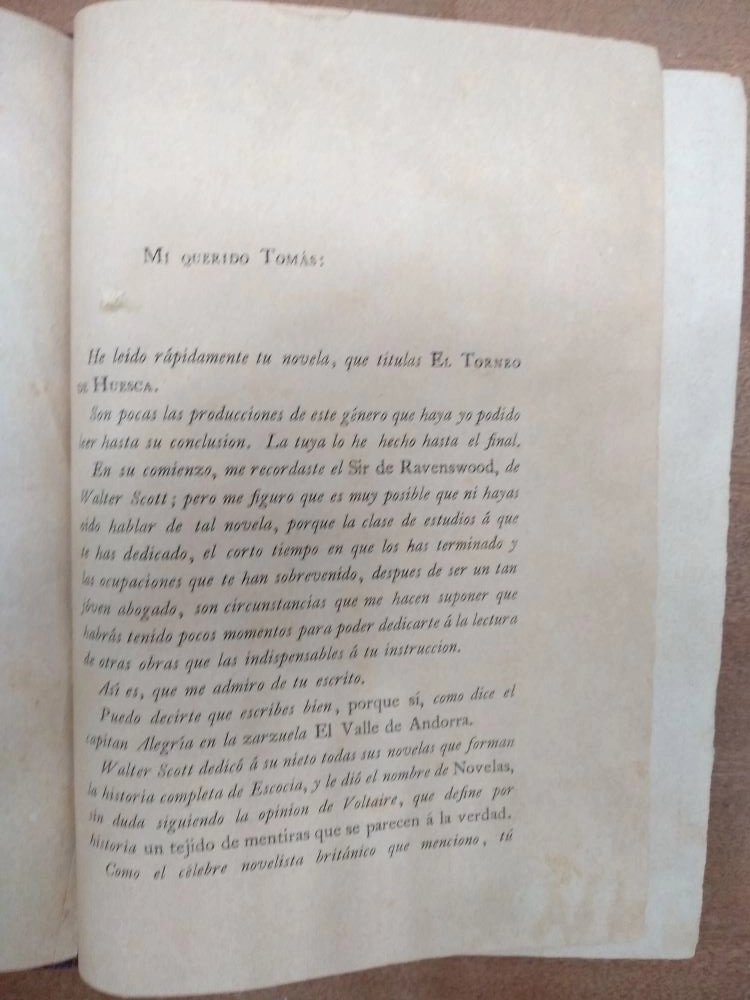 Mi querido Tomás:
He leido rápidamente tu novela, que titulas El Torneo
de Huesca.
Son pocas las producciones de este género que haya yo podido
leer hasta su conclusion. La tuya lo he hecho hasta el final.
En su comienzo, me recordaste el Sir de Ravenswood, de
Walter Scott; pero me figuro que es muy posible que ni hayas
oido hablar de tal novela, porque la clase de estudios á que
te has dedicado, el corto tiempo en que los has terminado y
las ocupaciones que te han sobrevenido, despues de ser un tan
jóven abogado, son circunstancias que me hacen suponer que
habrás tenido pocos momentos para poder dedicarte á la lectura
de otras obras que las indispensables á tu instruccion.
Así es, que me admiro de tu escrito.
Puedo decirte que escribes bien, porque sí, como dice el
capitan Alegría en la zarzuela El Valle de Andorra.
Walter Scott dedicó á su nieto todas sus novelas que forman
la historia completa de Escocia, y le dió el nombre de Novelas,
sin duda siguiendo la opinion de Voltaire, que define por
historia un tejido de mentiras que se parecen á la verdad.
Como el célebre novelista británico que menciono, tú